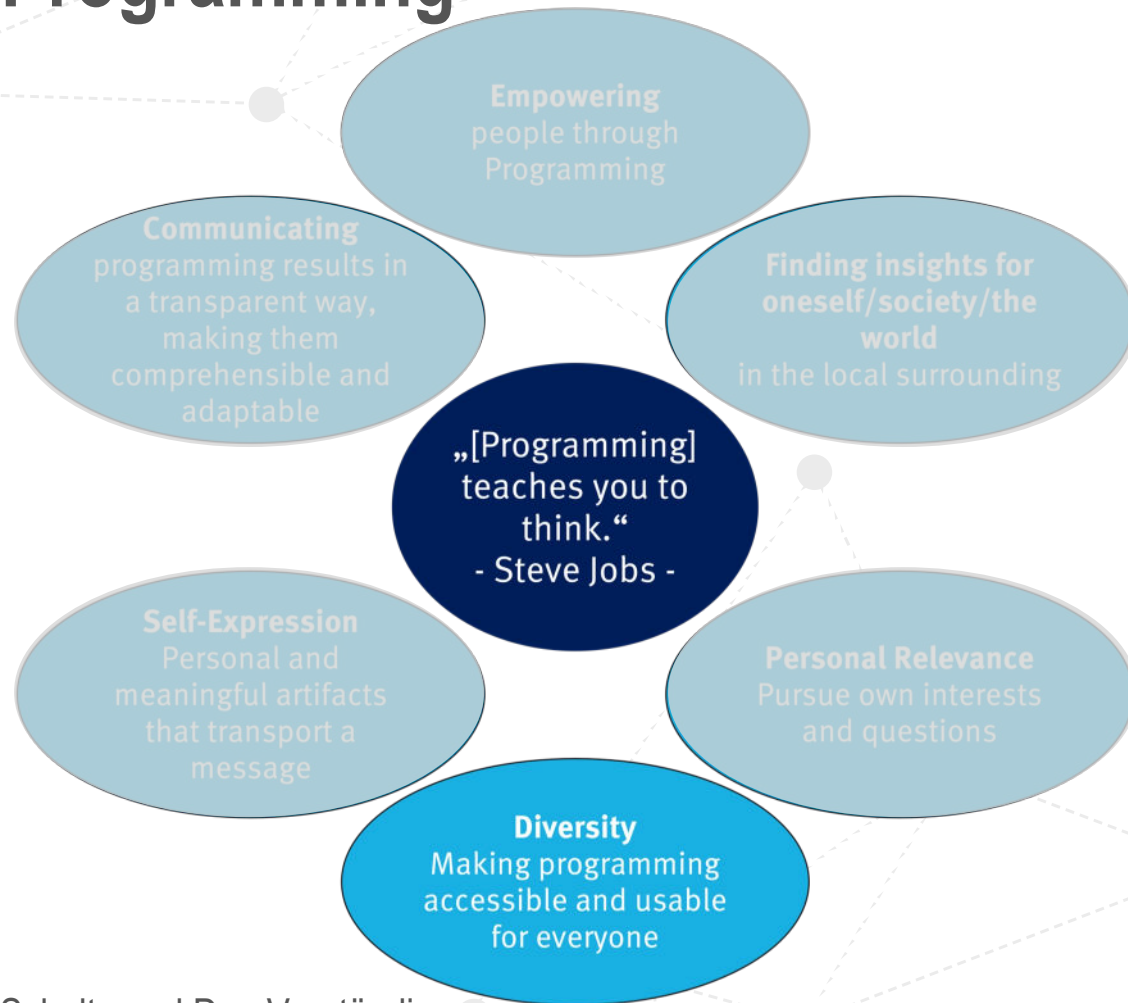 Programming
Empowering
people through
Programming
Communicating
programming results in
a transparent way,
making them
comprehensible and
adaptable
Finding insights for
oneself/society/the
world
in the local surrounding
„[Programming]
teaches you to
think.“
- Steve Jobs -
Self-Expression
Personal and
meaningful artifacts
that transport a
message
Personal Relevance
Pursue own interests
and questions
Diversity
Making programming
accessible and usable
for everyone